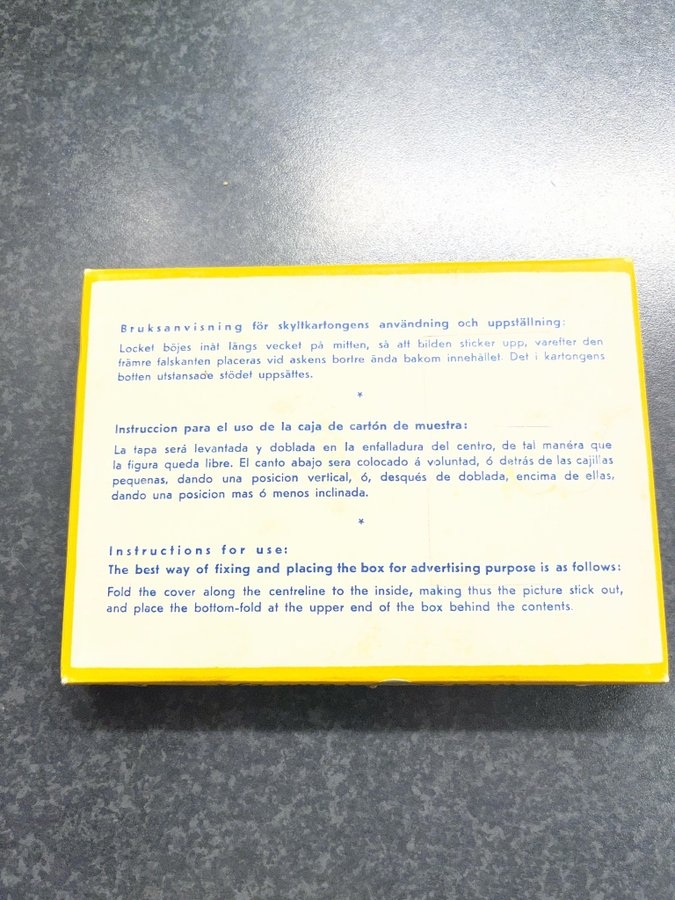 Bruksanvisning för skyltkartongens användning och uppställning:
Locket böjes inåt längs vecket på mitten, så att bilden sticker upp, varefter den
främre falskanten placeras vid askens bortre ända bakom innehållet. Det i kartongens
botten utstansade stödet uppsättes.
*
Instruccion para el uso de la caja de cartón de muestra:
La tapa será levantada y doblada en la enfalladura del centro, de tal manéra que
la figura queda libre. El canto abajo sera colocado á voluntad, ó detrás de las cajillas
pequenas, dando una posicion vertical, ó, después de doblada, encima de ellas,
dando una posicion mas ó menos inclinada.
*
Instructions for use:
The best way of fixing and placing the box for advertising purpose is as follows:
Fold the cover along the centreline to the inside, making thus the picture stick out,
and place the bottom-fold at the upper end of the box behind the contents.